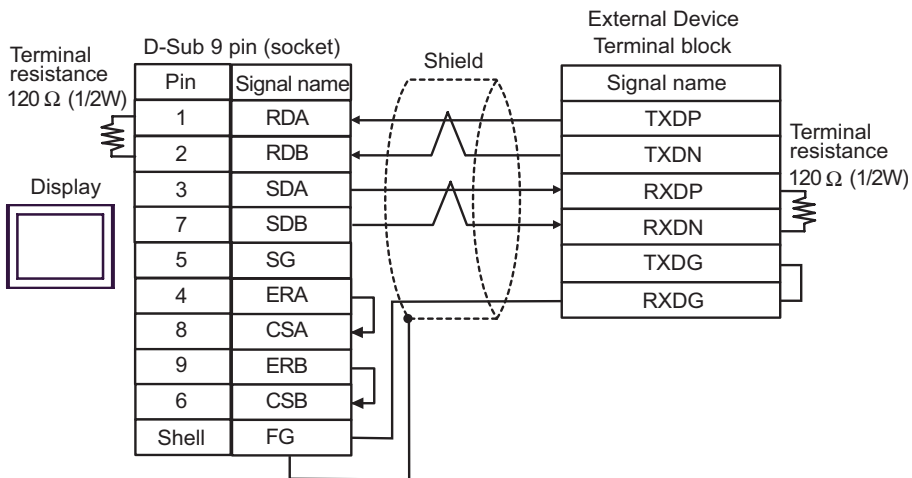 External Device
Terminal block
D-Sub 9 pin (socket)
Shield
Terminal
resistance
120 Ω (1/2W)
Pin Signal name
1 RDA
2 RDB
3 SDA
7 SDB
5 SG
4 ERA
8 CSA
9 ERB
6 CSB
Shell FG
Display
Signal name
TXDP
TXDN
RXDP
RXDN
TXDG
RXDG
Terminal
resistance
120 Ω (1/2W)